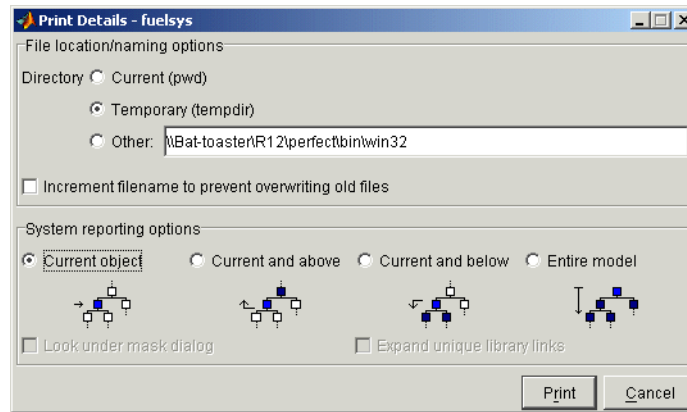 Print Details - fuelsys
File location/naming options
Directory Current (pwd)
Temporary (tempdir)
Other: \\Bat-toaster\R12\perfect\bin\win32
Increment filename to prevent overwriting old files
System reporting options
Current object Current and above Current and below Entire model
Look under mask dialog Expand unique library links
Print Cancel